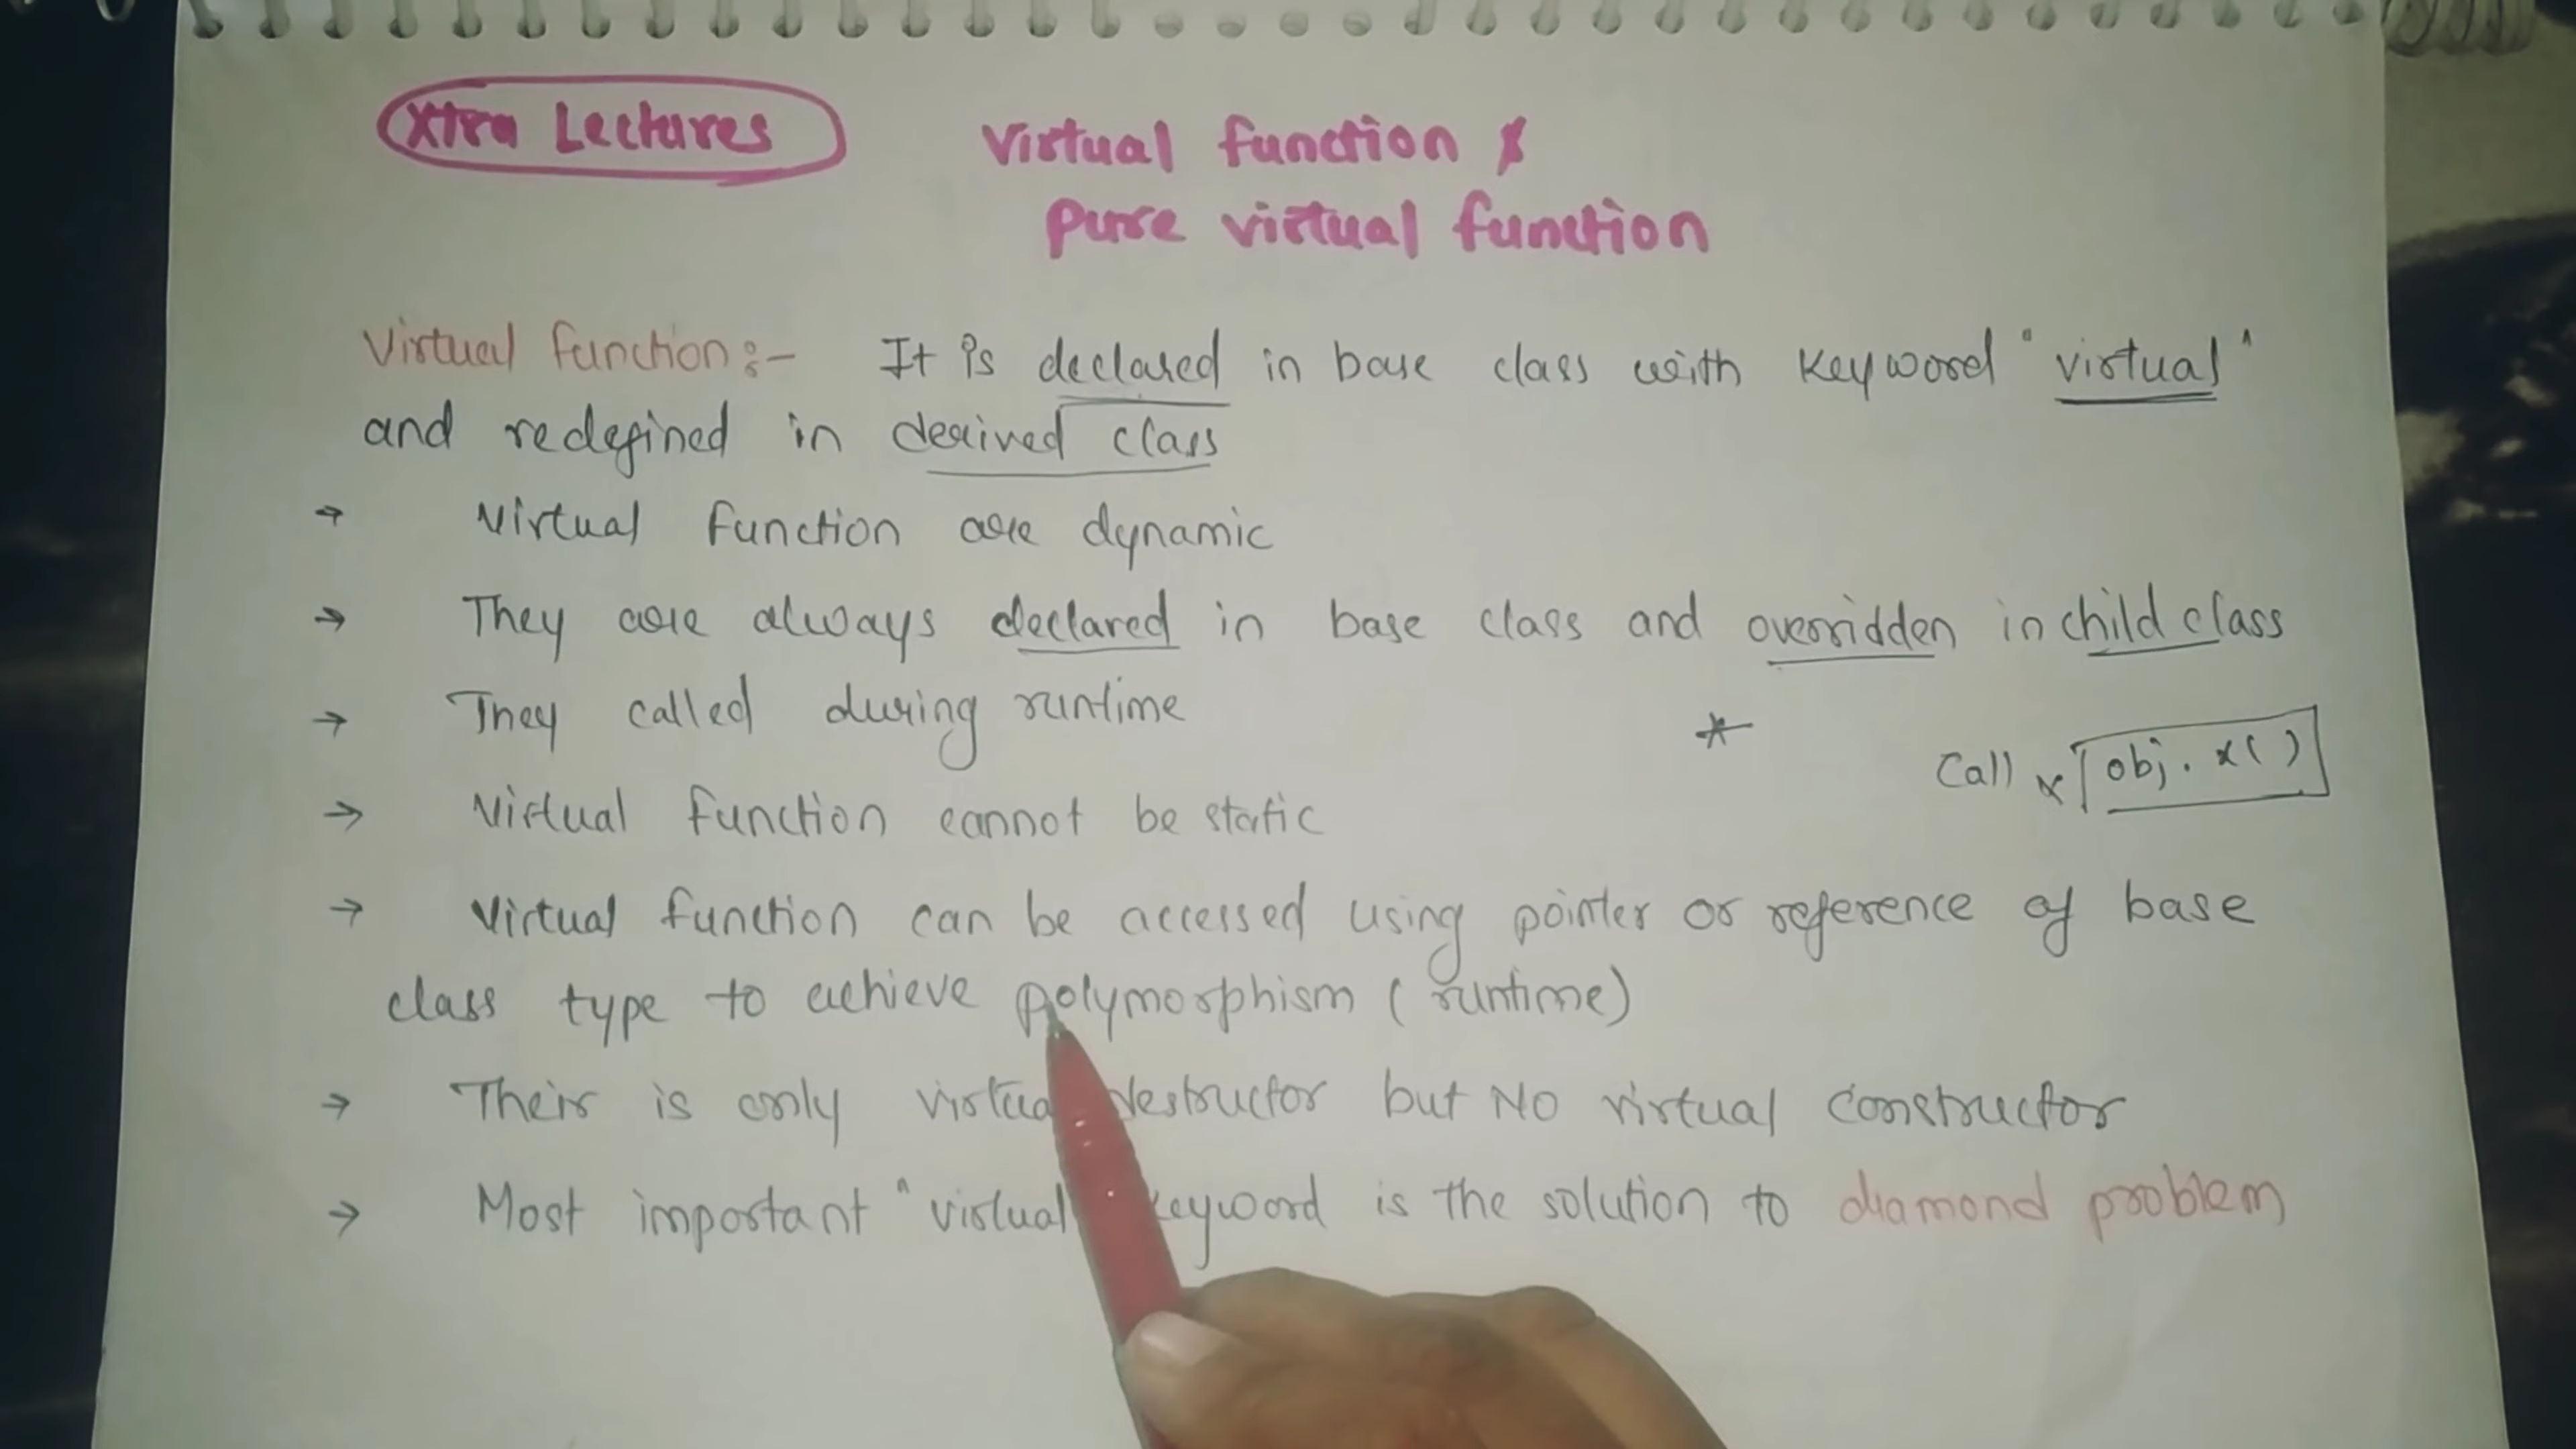 Xtra Lectures
Virtual function &
pure virtual function
Virtual function :- It is declared in base class with keyword "virtual"
and redefined in derived class
→ Virtual function are dynamic
→ They are always declared in base class and overridden in child class
→ They called during runtime
*
Call x obj. x()
→ Virtual function cannot be static
→ Virtual function can be accessed using pointer or reference of base
class type to achieve polymorphism (runtime)
→ Their is only virtual destructor but NO virtual constructor
→ Most important "virtual keyword is the solution to diamond problem